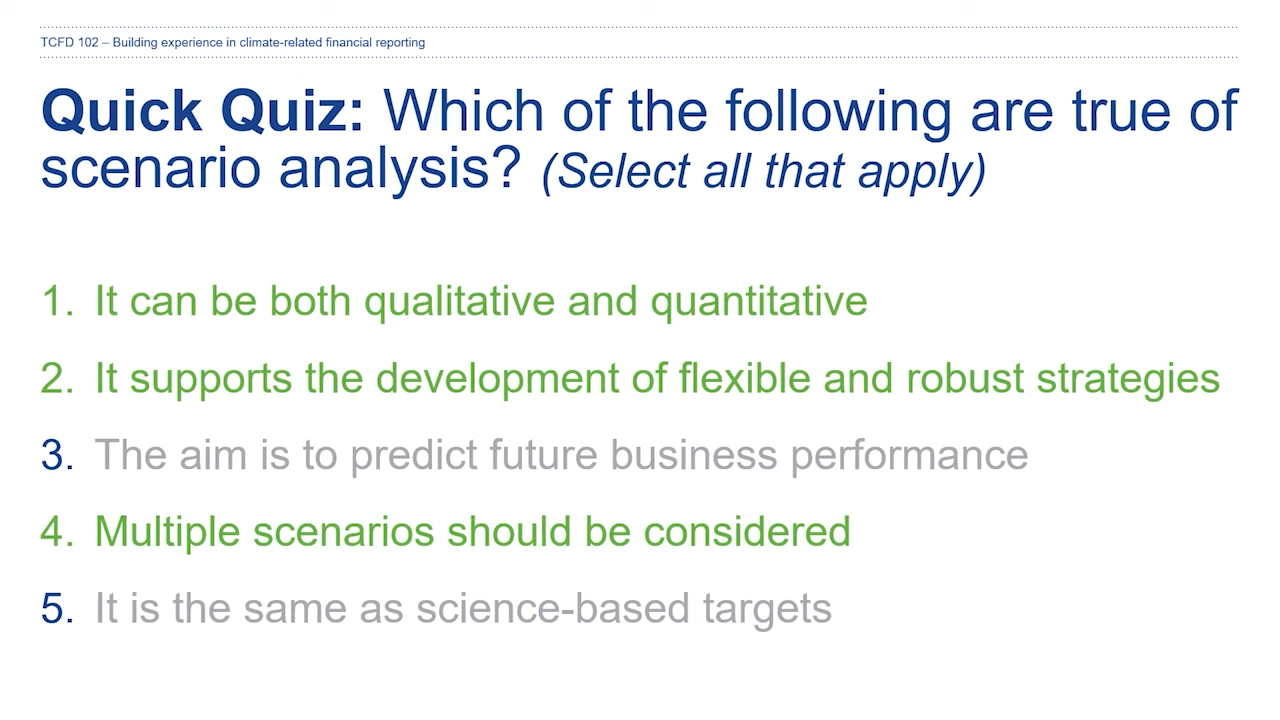 TCFD 102 – Building experience in climate-related financial reporting
Quick Quiz: Which of the following are true of
scenario analysis? (Select all that apply)
1. It can be both qualitative and quantitative
2. It supports the development of flexible and robust strategies
3. The aim is to predict future business performance
4. Multiple scenarios should be considered
5. It is the same as science-based targets